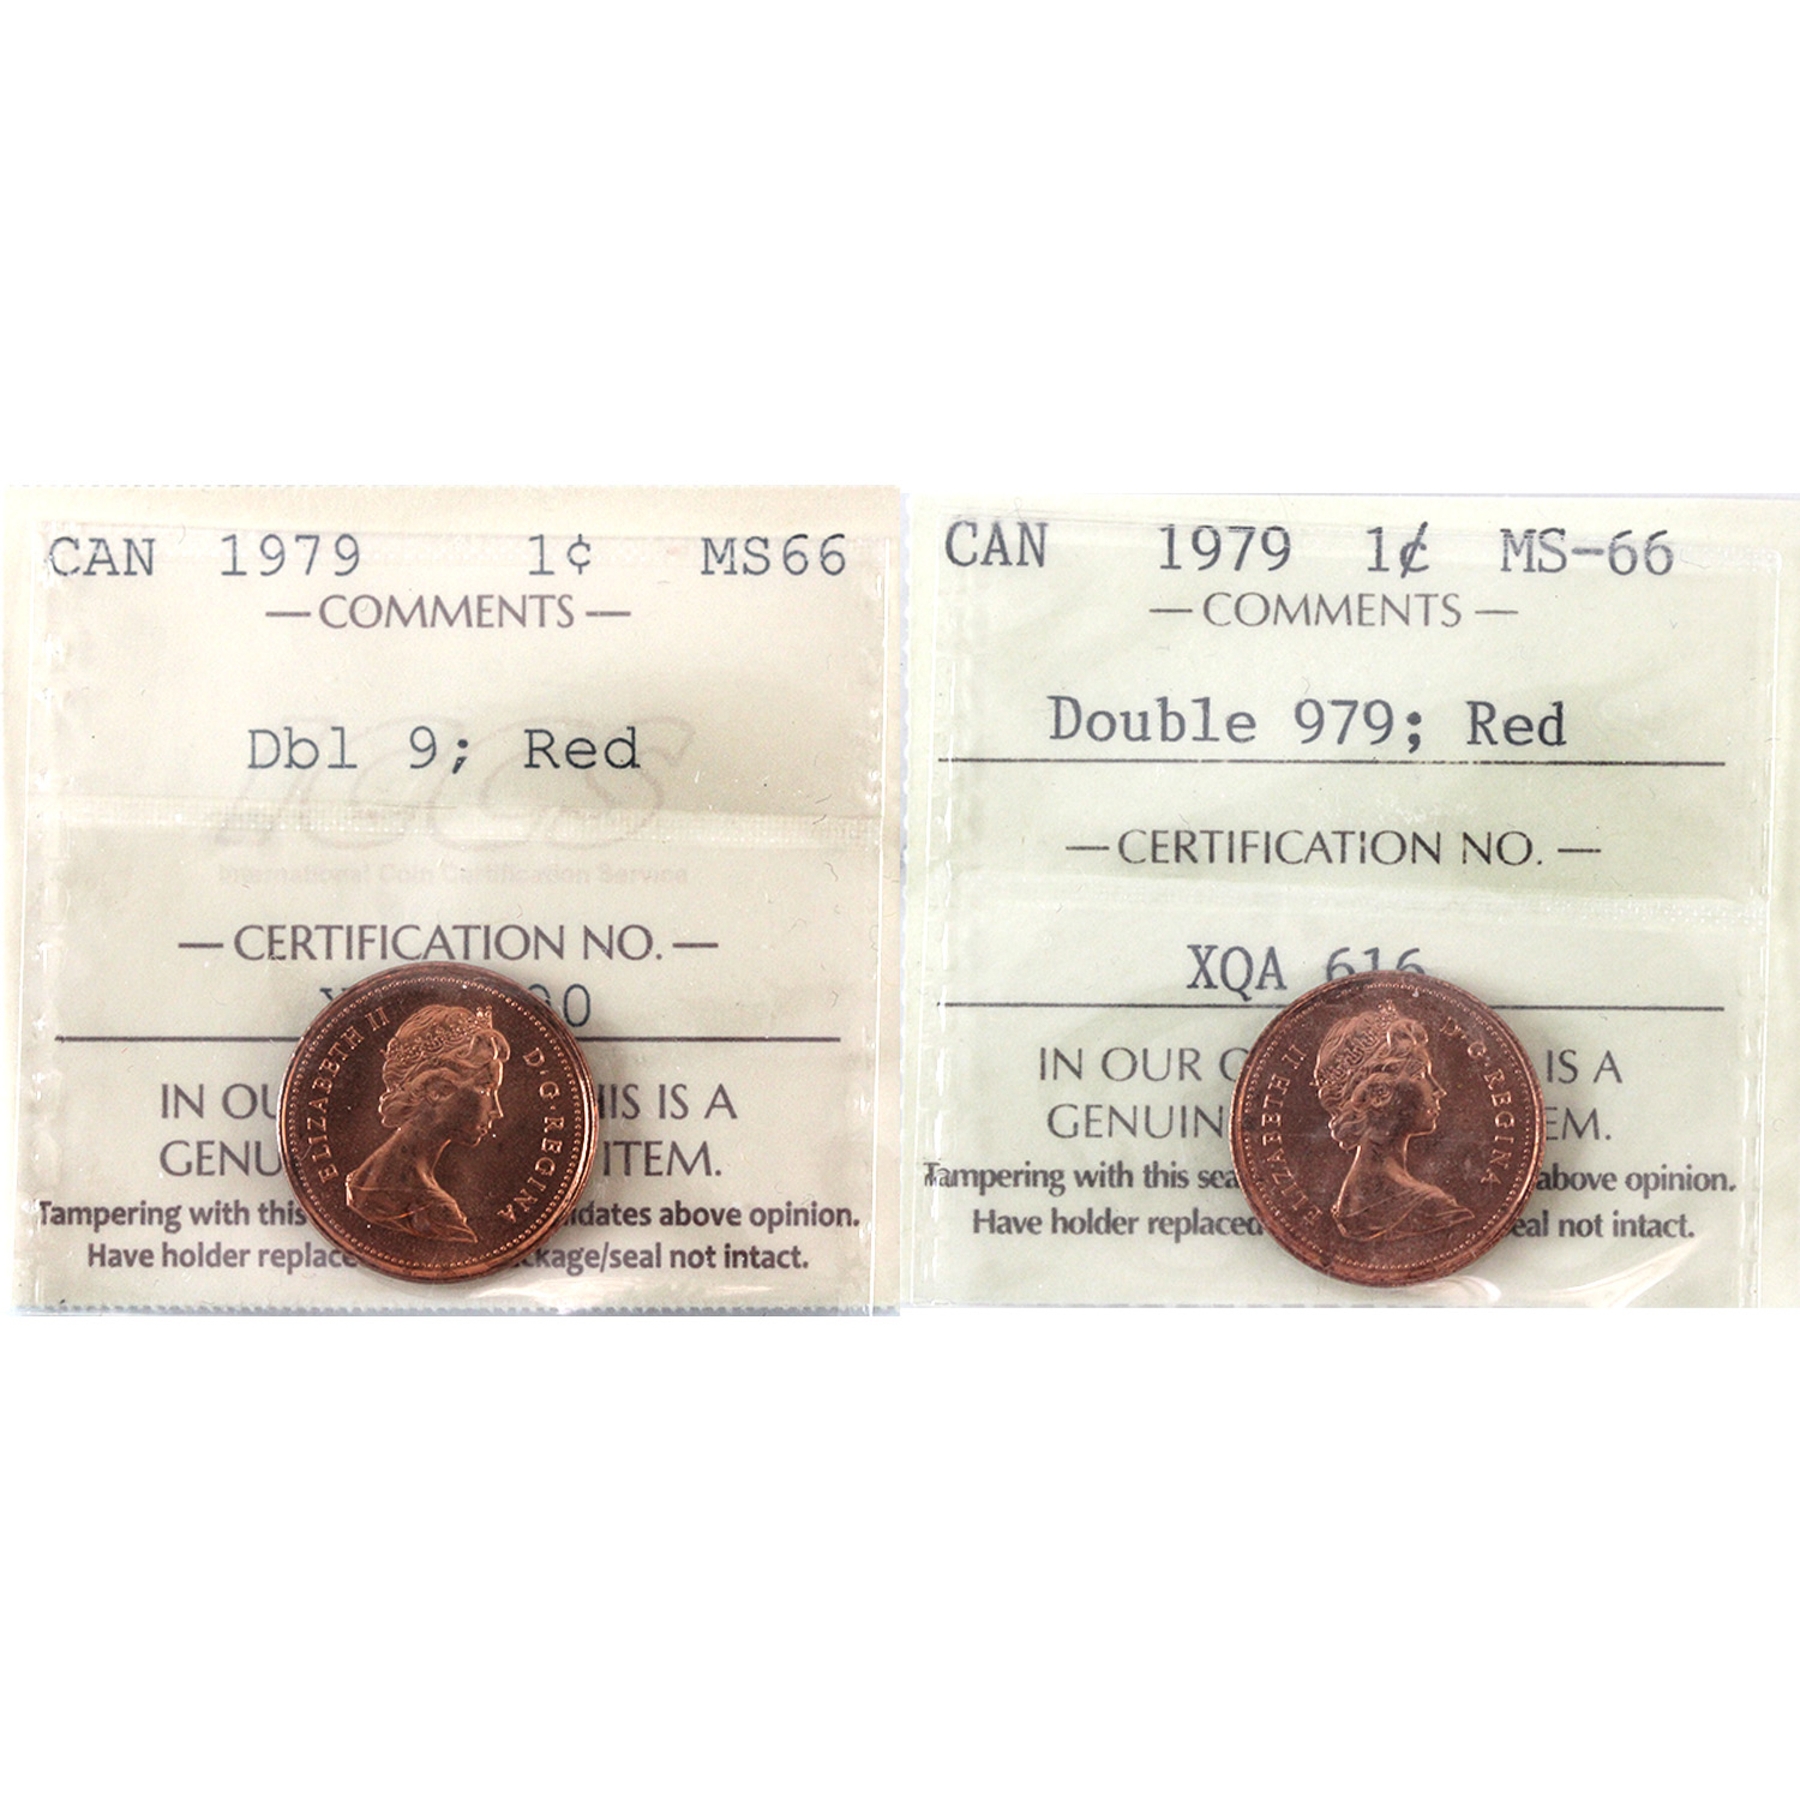 CAN 1979 1¢ MS66
— COMMENTS —
Dbl 9; Red
ICCS
International Coin Certification Service
— CERTIFICATION NO. —
IN OU IS IS A
GENU ITEM.
Tampering with this idates above opinion.
Have holder replace ckage/seal not intact.
ELIZABETH II D·G·REGINA
CAN 1979 1¢ MS-66
— COMMENTS —
Double 979; Red
— CERTIFICATION NO. —
XQA 616
IN OUR IS A
GENUIN EM.
Tampering with this sea above opinion.
Have holder replaced eal not intact.
ELIZABETH II D·G·REGINA